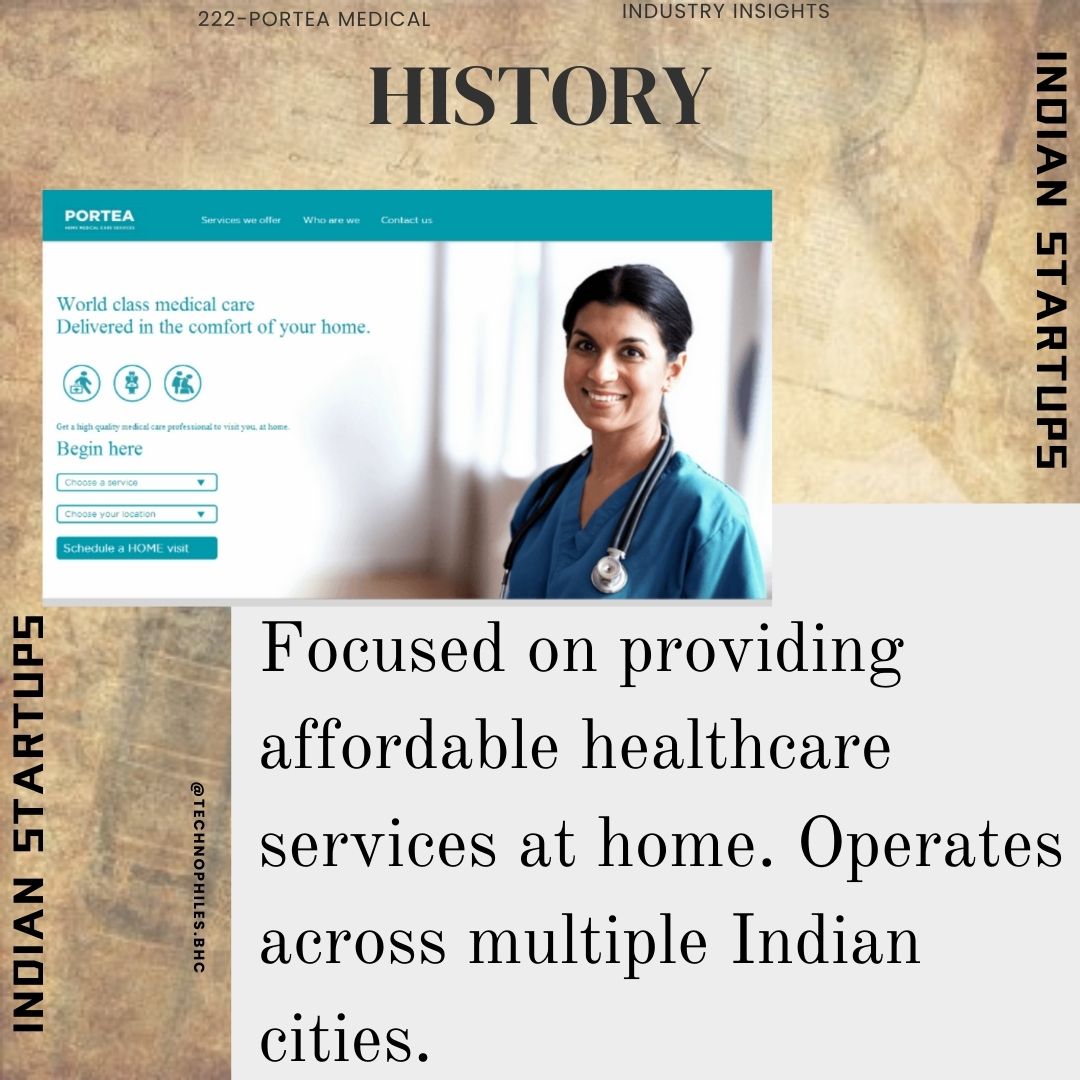 222-PORTEA MEDICAL
INDUSTRY INSIGHTS
HISTORY
INDIAN STARTUPS
PORTEA
HOME MEDICAL CARE SERVICES
Services we offer
Who are we
Contact us
World class medical care
Delivered in the comfort of your home.
Get a high quality medical care professional to visit you, at home.
Begin here
Choose a service
Choose your location
Schedule a HOME visit
INDIAN STARTUPS
@TECHNOPHILES.BHC
Focused on providing
affordable healthcare
services at home. Operates
across multiple Indian
cities.